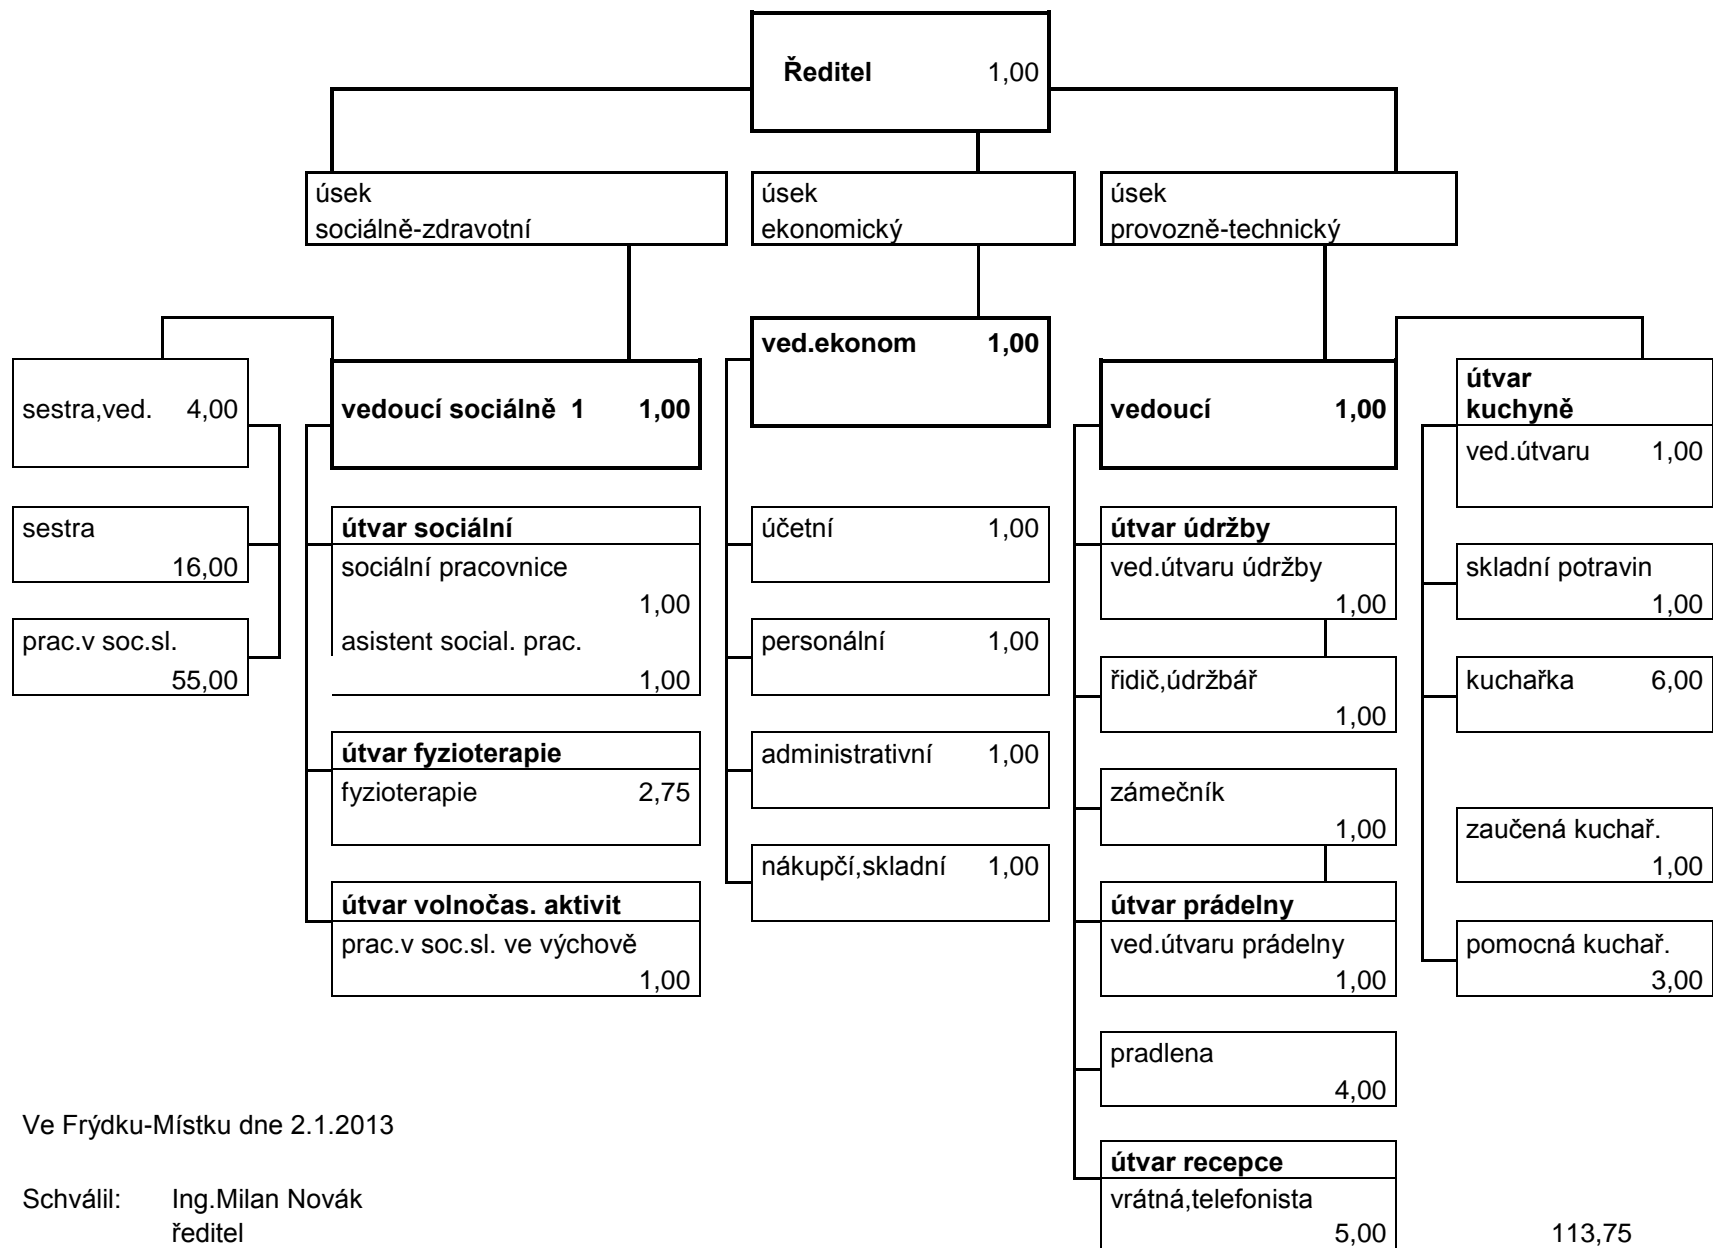 Ředitel 1,00
úsek
sociálně-zdravotní
úsek
ekonomický
úsek
provozně-technický
sestra,ved. 4,00
sestra
16,00
prac.v soc.sl.
55,00
vedoucí sociálně 1 1,00
útvar sociální
sociální pracovnice
1,00
asistent social. prac.
1,00
útvar fyzioterapie
fyzioterapie 2,75
útvar volnočas. aktivit
prac.v soc.sl. ve výchově
1,00
ved.ekonom 1,00
účetní 1,00
personální 1,00
administrativní 1,00
nákupčí,skladní 1,00
vedoucí 1,00
útvar údržby
ved.útvaru údržby
1,00
řidič,údržbář
1,00
zámečník
1,00
útvar prádelny
ved.útvaru prádelny
1,00
pradlena
4,00
útvar recepce
vrátná,telefonista
5,00
útvar
kuchyně
ved.útvaru 1,00
skladní potravin
1,00
kuchařka 6,00
zaučená kuchař.
1,00
pomocná kuchař.
3,00
Ve Frýdku-Místku dne 2.1.2013
Schválil: Ing.Milan Novák
ředitel
113,75